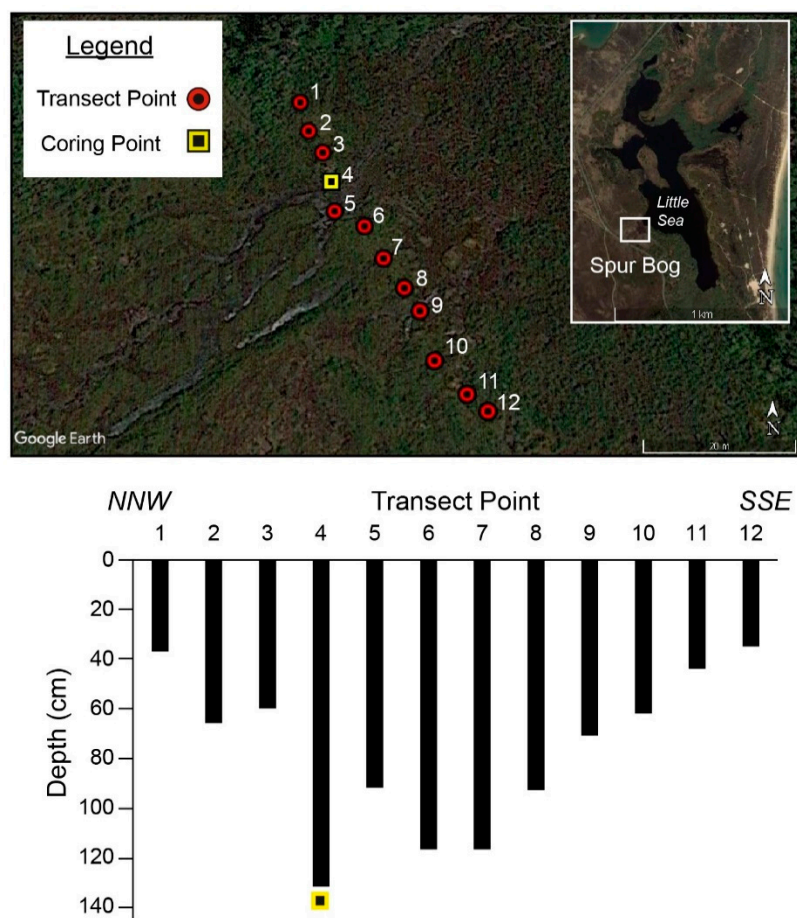 Legend
Transect Point
Coring Point
1
2
3
4
5
6
7
8
9
10
11
12
Little
Sea
Spur Bog
N
1 km
Google Earth
N
20 m
NNW Transect Point SSE
1 2 3 4 5 6 7 8 9 10 11 12
Depth (cm)
0
20
40
60
80
100
120
140